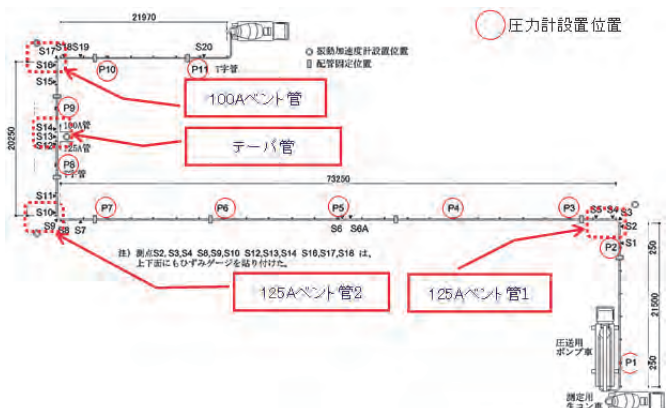 21970
圧力計設置位置
S17
S18
S19
S20
S16
P10
P11
T字管
振動加速度計設置位置
配管固定位置
S15
100Aベント管
P9
S14
100A管
S13
S12
125A管
テーパ管
P8
20250
S11
73250
S10
P7
P6
P5
P4
P3
S5
S4
S3
S9
S8
S7
S6
S6A
S2
S1
P2
250
注）測点S2,S3,S4 S8,S9,S10 S12,S13,S14 S16,S17,S18 は、
上下面にもひずみゲージを貼り付けた。
125Aベント管2
125Aベント管1
21500
圧送用
ポンプ車
P1
250
測定用
生コン車